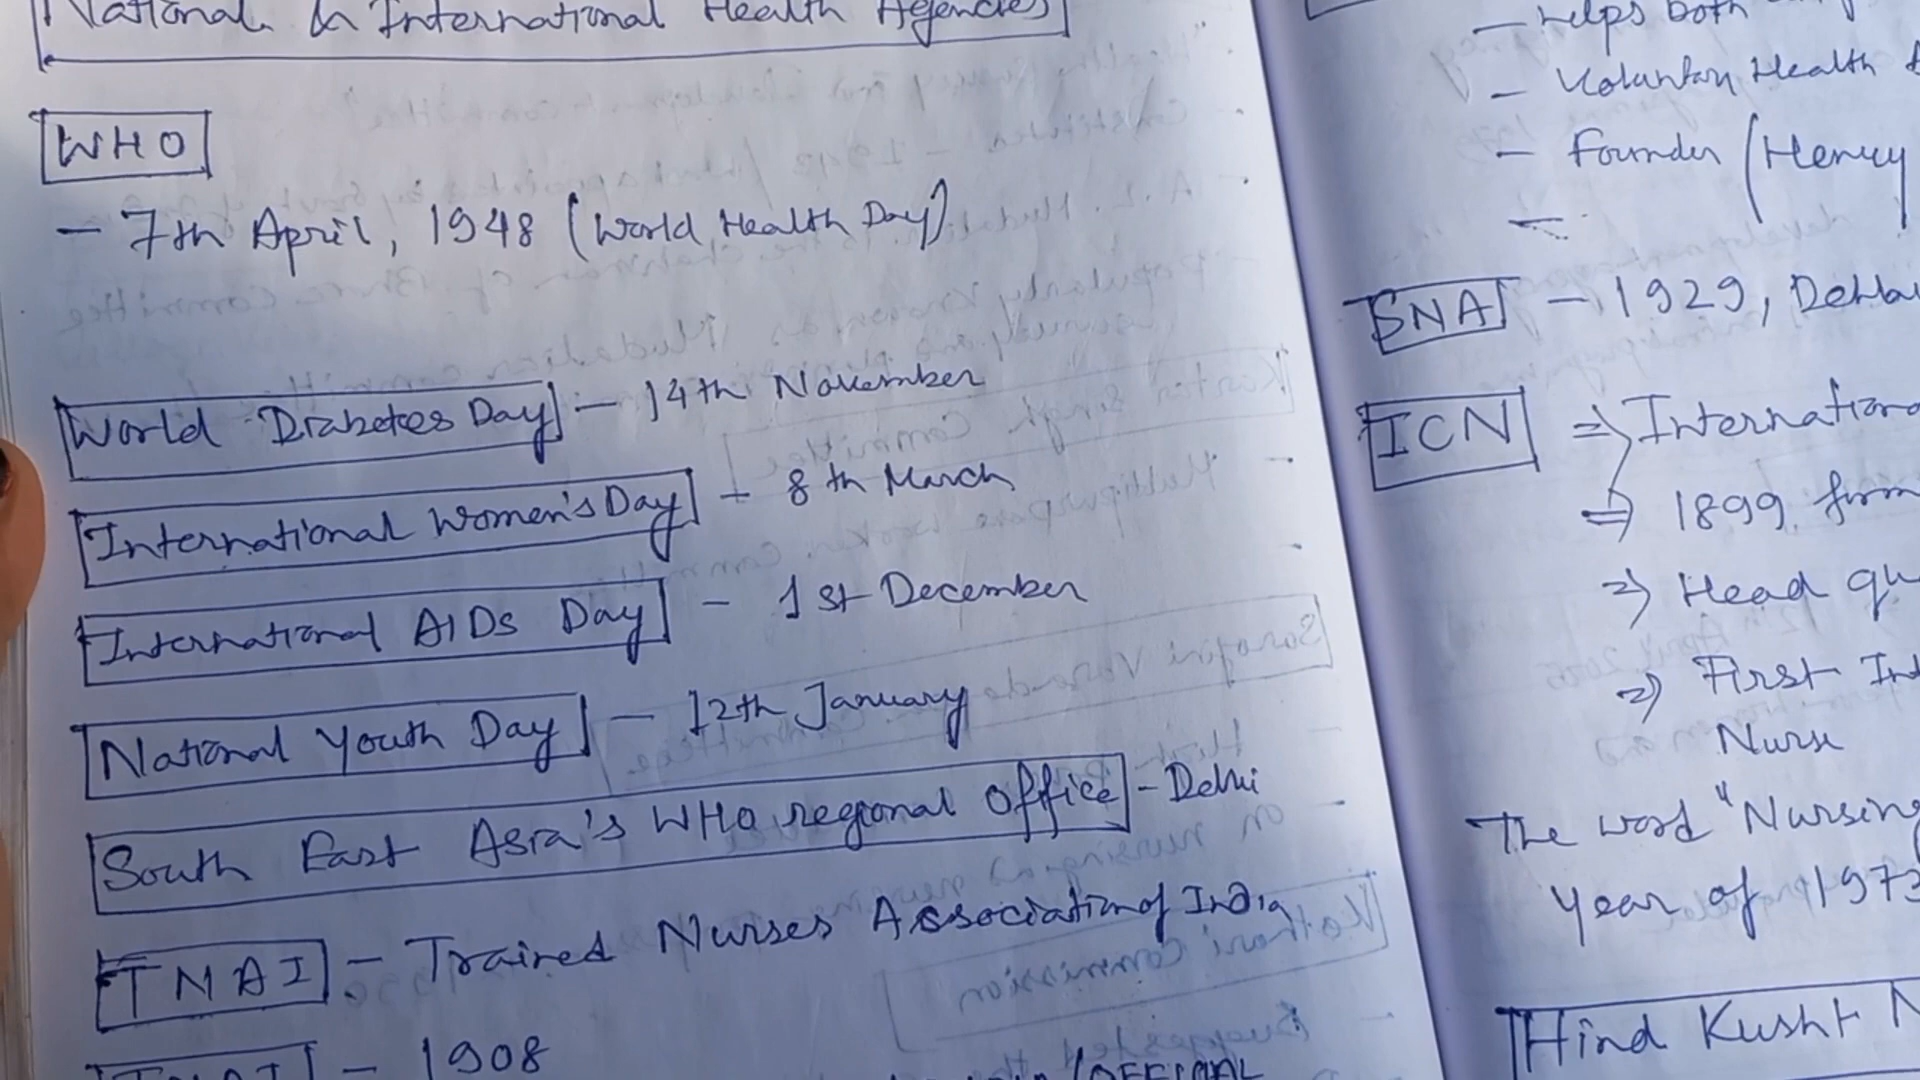 National & International Health Agencies
WHO
- 7th April, 1948 (World Health Day)
World Diabetes Day - 14th November
International Women's Day - 8th March
International AIDs Day - 1st December
National Youth Day - 12th January
South East Asia's WHO regional Office - Delhi
TNAI - Trained Nurses Association of India
TNAI - 1908
OFFICIAL
- Helps both
- Voluntary Health
- Founder (Henry
SNA - 1929, Delhi
ICN => International
=> 1899
=> Head
=> First Int
Nurse
The word "Nursing
Year of 1973
Hind Kusht N